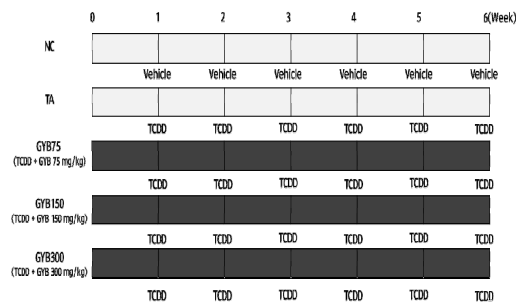 0 1 2 3 4 5 6(Week)
NC
Vehicle Vehicle Vehicle Vehicle Vehicle Vehicle
TA
TCDD TCDD TCDD TCDD TCDD TCDD
GYB75
(TCDD + GYB 75 mg/kg)
TCDD TCDD TCDD TCDD TCDD TCDD
GYB150
(TCDD + GYB 150 mg/kg)
TCDD TCDD TCDD TCDD TCDD TCDD
GYB300
(TCDD + GYB 300 mg/kg)
TCDD TCDD TCDD TCDD TCDD TCDD